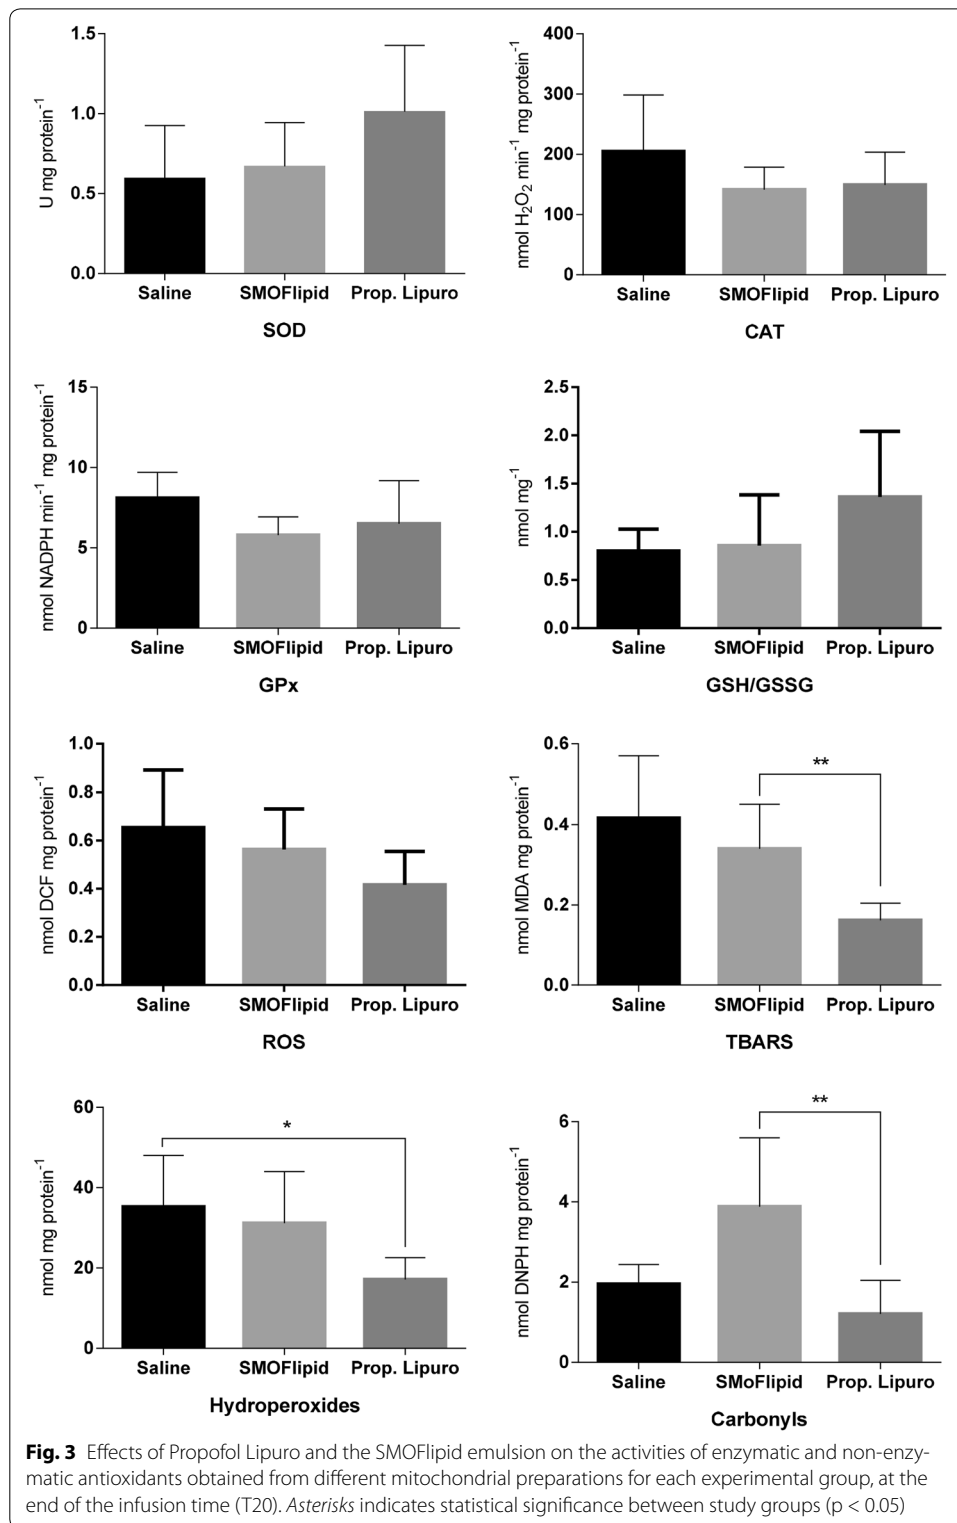 1.5
1.0
0.5
0.0
U mg protein⁻¹
Saline SMOFlipid Prop. Lipuro
SOD
400
300
200
100
0
nmol H₂O₂ min⁻¹ mg protein⁻¹
Saline SMOFlipid Prop. Lipuro
CAT
15
10
5
0
nmol NADPH min⁻¹ mg protein⁻¹
Saline SMOFlipid Prop. Lipuro
GPx
2.5
2.0
1.5
1.0
0.5
0.0
nmol mg⁻¹
Saline SMOFlipid Prop. Lipuro
GSH/GSSG
1.0
0.8
0.6
0.4
0.2
0.0
nmol DCF mg protein⁻¹
Saline SMOFlipid Prop. Lipuro
ROS
0.6
0.4
0.2
0.0
nmol MDA mg protein⁻¹
**
Saline SMOFlipid Prop. Lipuro
TBARS
60
40
20
0
nmol mg protein⁻¹
*
Saline SMOFlipid Prop. Lipuro
Hydroperoxides
6
4
2
0
nmol DNPH mg protein⁻¹
**
Saline SMoFlipid Prop. Lipuro
Carbonyls
Fig. 3 Effects of Propofol Lipuro and the SMOFlipid emulsion on the activities of enzymatic and non-enzy-
matic antioxidants obtained from different mitochondrial preparations for each experimental group, at the
end of the infusion time (T20). Asterisks indicates statistical significance between study groups (p < 0.05)